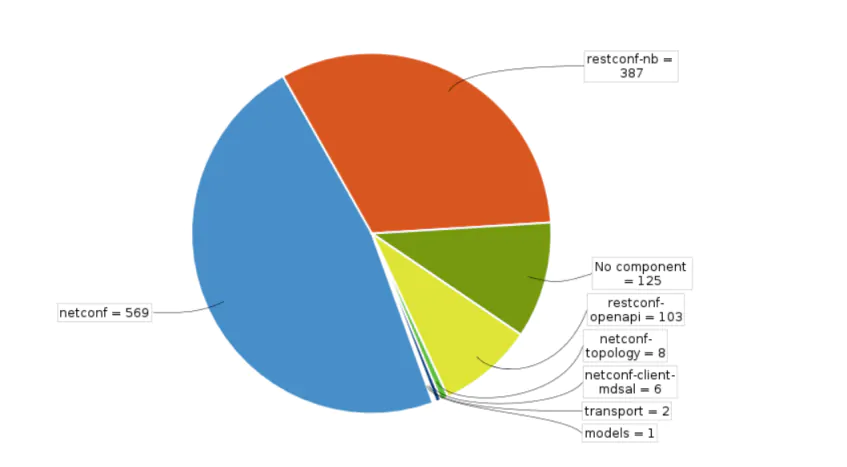 restconf-nb =
387
No component
= 125
restconf-
openapi = 103
netconf = 569
netconf-
topology = 8
netconf-client-
mdsal = 6
transport = 2
models = 1